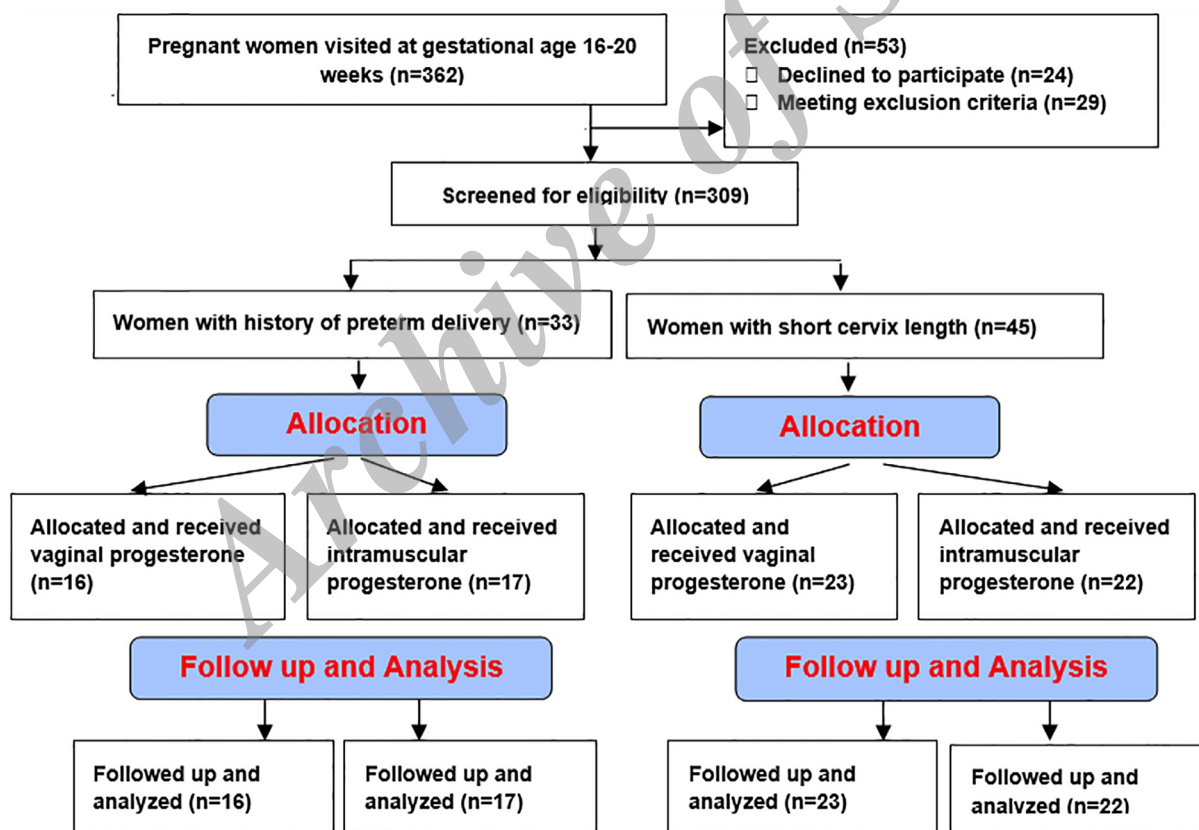 Pregnant women visited at gestational age 16-20
weeks (n=362)
Excluded (n=53)
Declined to participate (n=24)
Meeting exclusion criteria (n=29)
Screened for eligibility (n=309)
Women with history of preterm delivery (n=33)
Women with short cervix length (n=45)
Allocation
Allocation
Allocated and received
vaginal progesterone
(n=16)
Allocated and received
intramuscular
progesterone (n=17)
Allocated and
received vaginal
progesterone (n=23)
Allocated and received
intramuscular
progesterone (n=22)
Follow up and Analysis
Follow up and Analysis
Followed up and
analyzed (n=16)
Followed up and
analyzed (n=17)
Followed up and
analyzed (n=23)
Followed up and
analyzed (n=22)
Archive of S